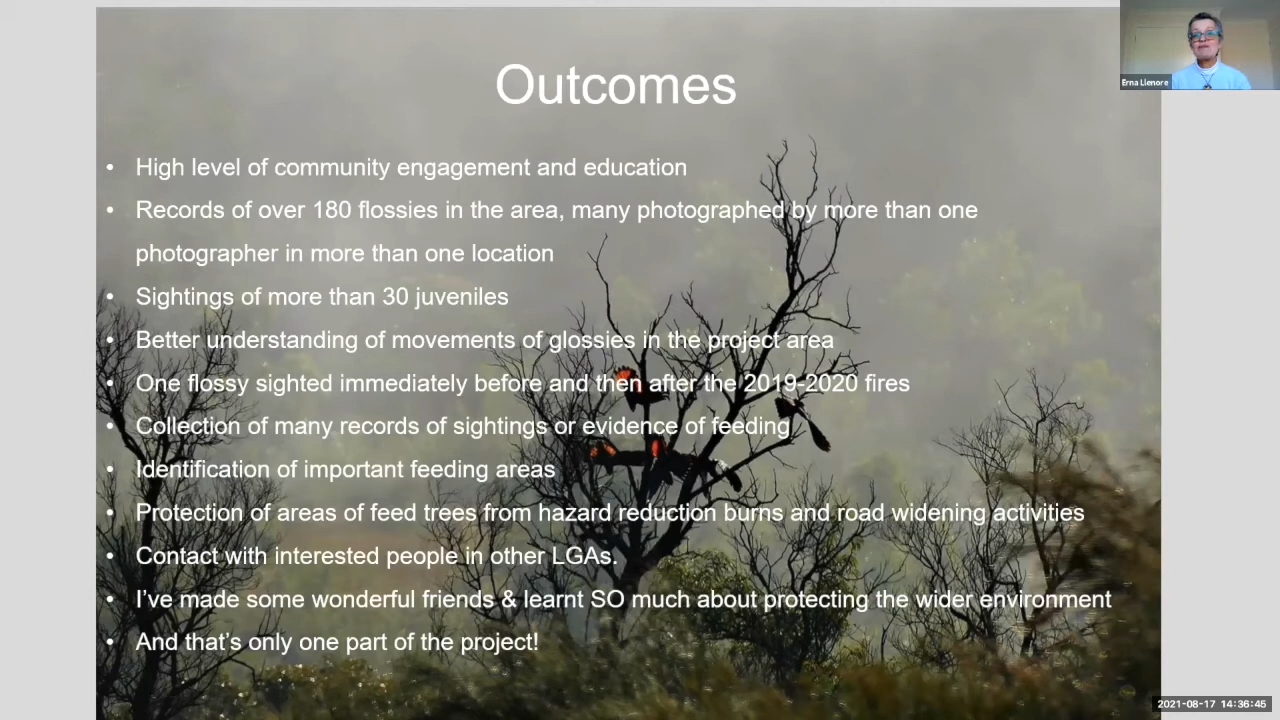 Outcomes
• High level of community engagement and education
• Records of over 180 flossies in the area, many photographed by more than one
photographer in more than one location
• Sightings of more than 30 juveniles
• Better understanding of movements of glossies in the project area
• One flossy sighted immediately before and then after the 2019-2020 fires
• Collection of many records of sightings or evidence of feeding
• Identification of important feeding areas
• Protection of areas of feed trees from hazard reduction burns and road widening activities
• Contact with interested people in other LGAs.
• I’ve made some wonderful friends & learnt SO much about protecting the wider environment
• And that’s only one part of the project!
Erna Llenore
2021-08-17 14:36:45